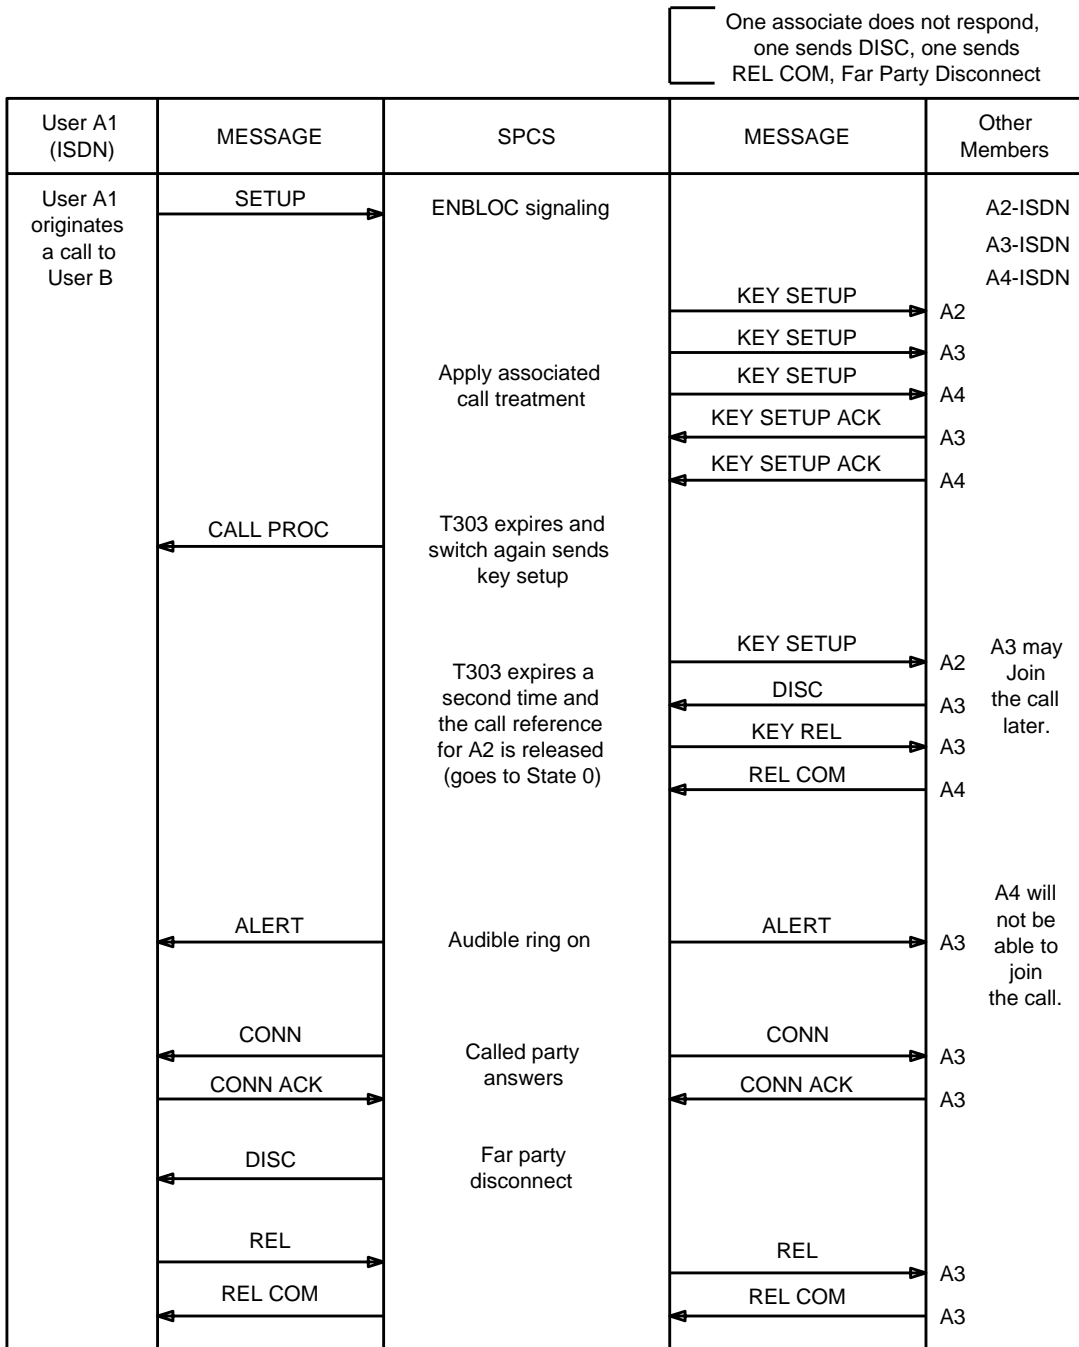 One associate does not respond,
one sends DISC, one sends
REL COM, Far Party Disconnect
User A1
(ISDN)
MESSAGE
SPCS
MESSAGE
Other
Members
User A1
originates
a call to
User B
SETUP
ENBLOC signaling
A2-ISDN
A3-ISDN
A4-ISDN
KEY SETUP
A2
KEY SETUP
A3
Apply associated
call treatment
KEY SETUP
A4
KEY SETUP ACK
A3
KEY SETUP ACK
A4
CALL PROC
T303 expires and
switch again sends
key setup
KEY SETUP
A2
A3 may
Join
the call
later.
T303 expires a
second time and
the call reference
for A2 is released
(goes to State 0)
DISC
A3
KEY REL
A3
REL COM
A4
ALERT
Audible ring on
ALERT
A3
A4 will
not be
able to
join
the call.
CONN
Called party
answers
CONN
A3
CONN ACK
CONN ACK
A3
DISC
Far party
disconnect
REL
REL
A3
REL COM
REL COM
A3